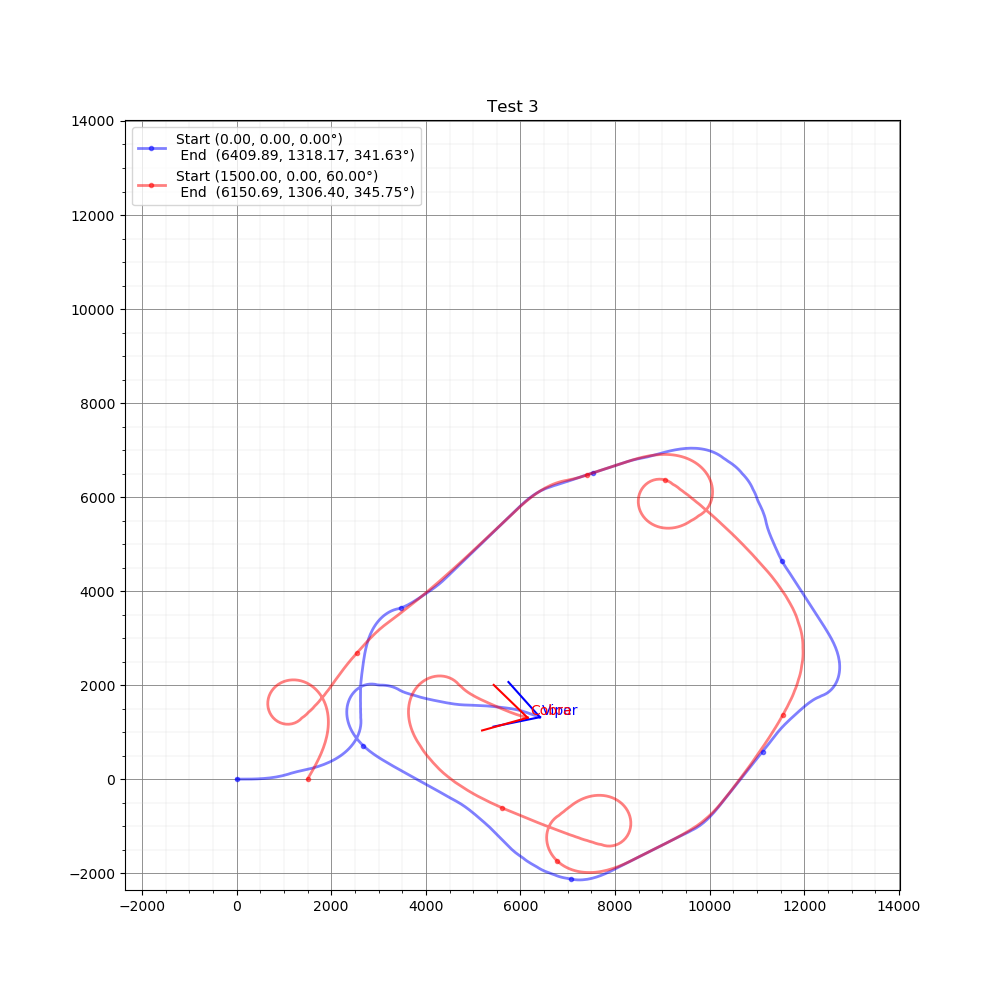 Test 3
Start (0.00, 0.00, 0.00°)
End (6409.89, 1318.17, 341.63°)
Start (1500.00, 0.00, 60.00°)
End (6150.69, 1306.40, 345.75°)
14000
12000
10000
8000
6000
4000
2000
0
−2000
Viper
−2000 0 2000 4000 6000 8000 10000 12000 14000